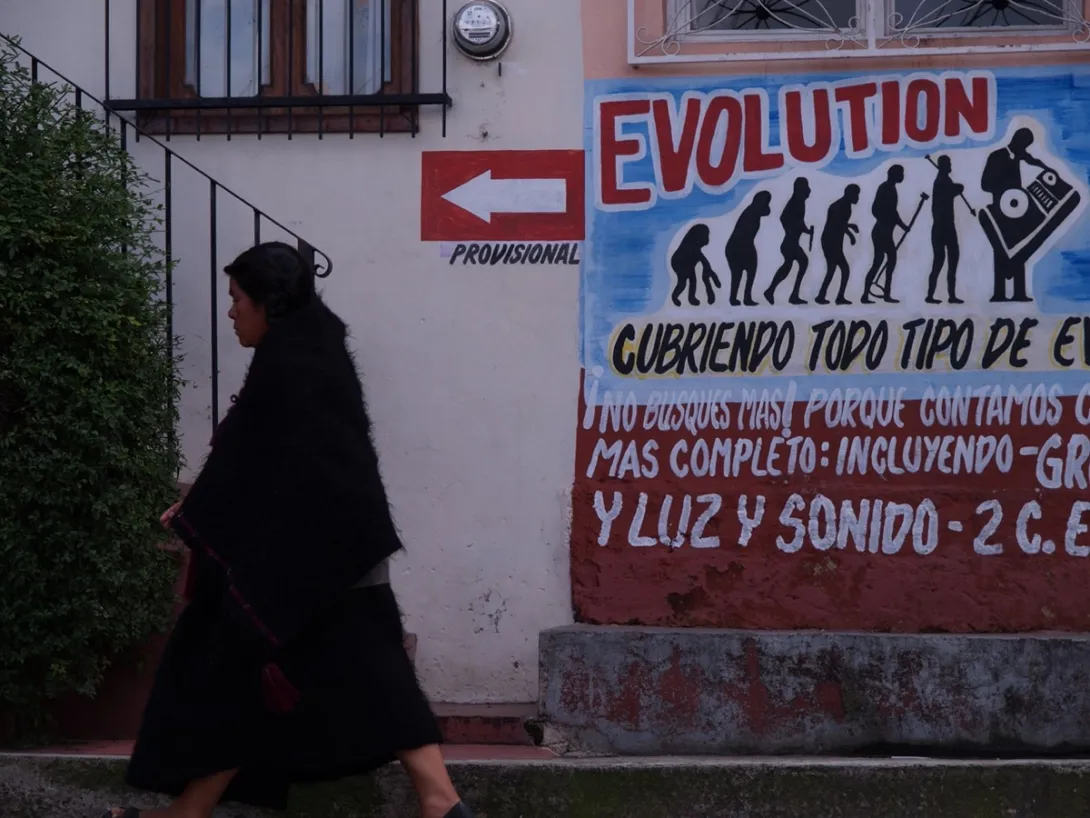 EVOLUTION
PROVISIONAL
CUBRIENDO TODO TIPO DE
¡NO BUSQUES MAS! PORQUE CONTAMOS
MAS COMPLETO: INCLUYENDO-
Y LUZ Y SONIDO-2 C.